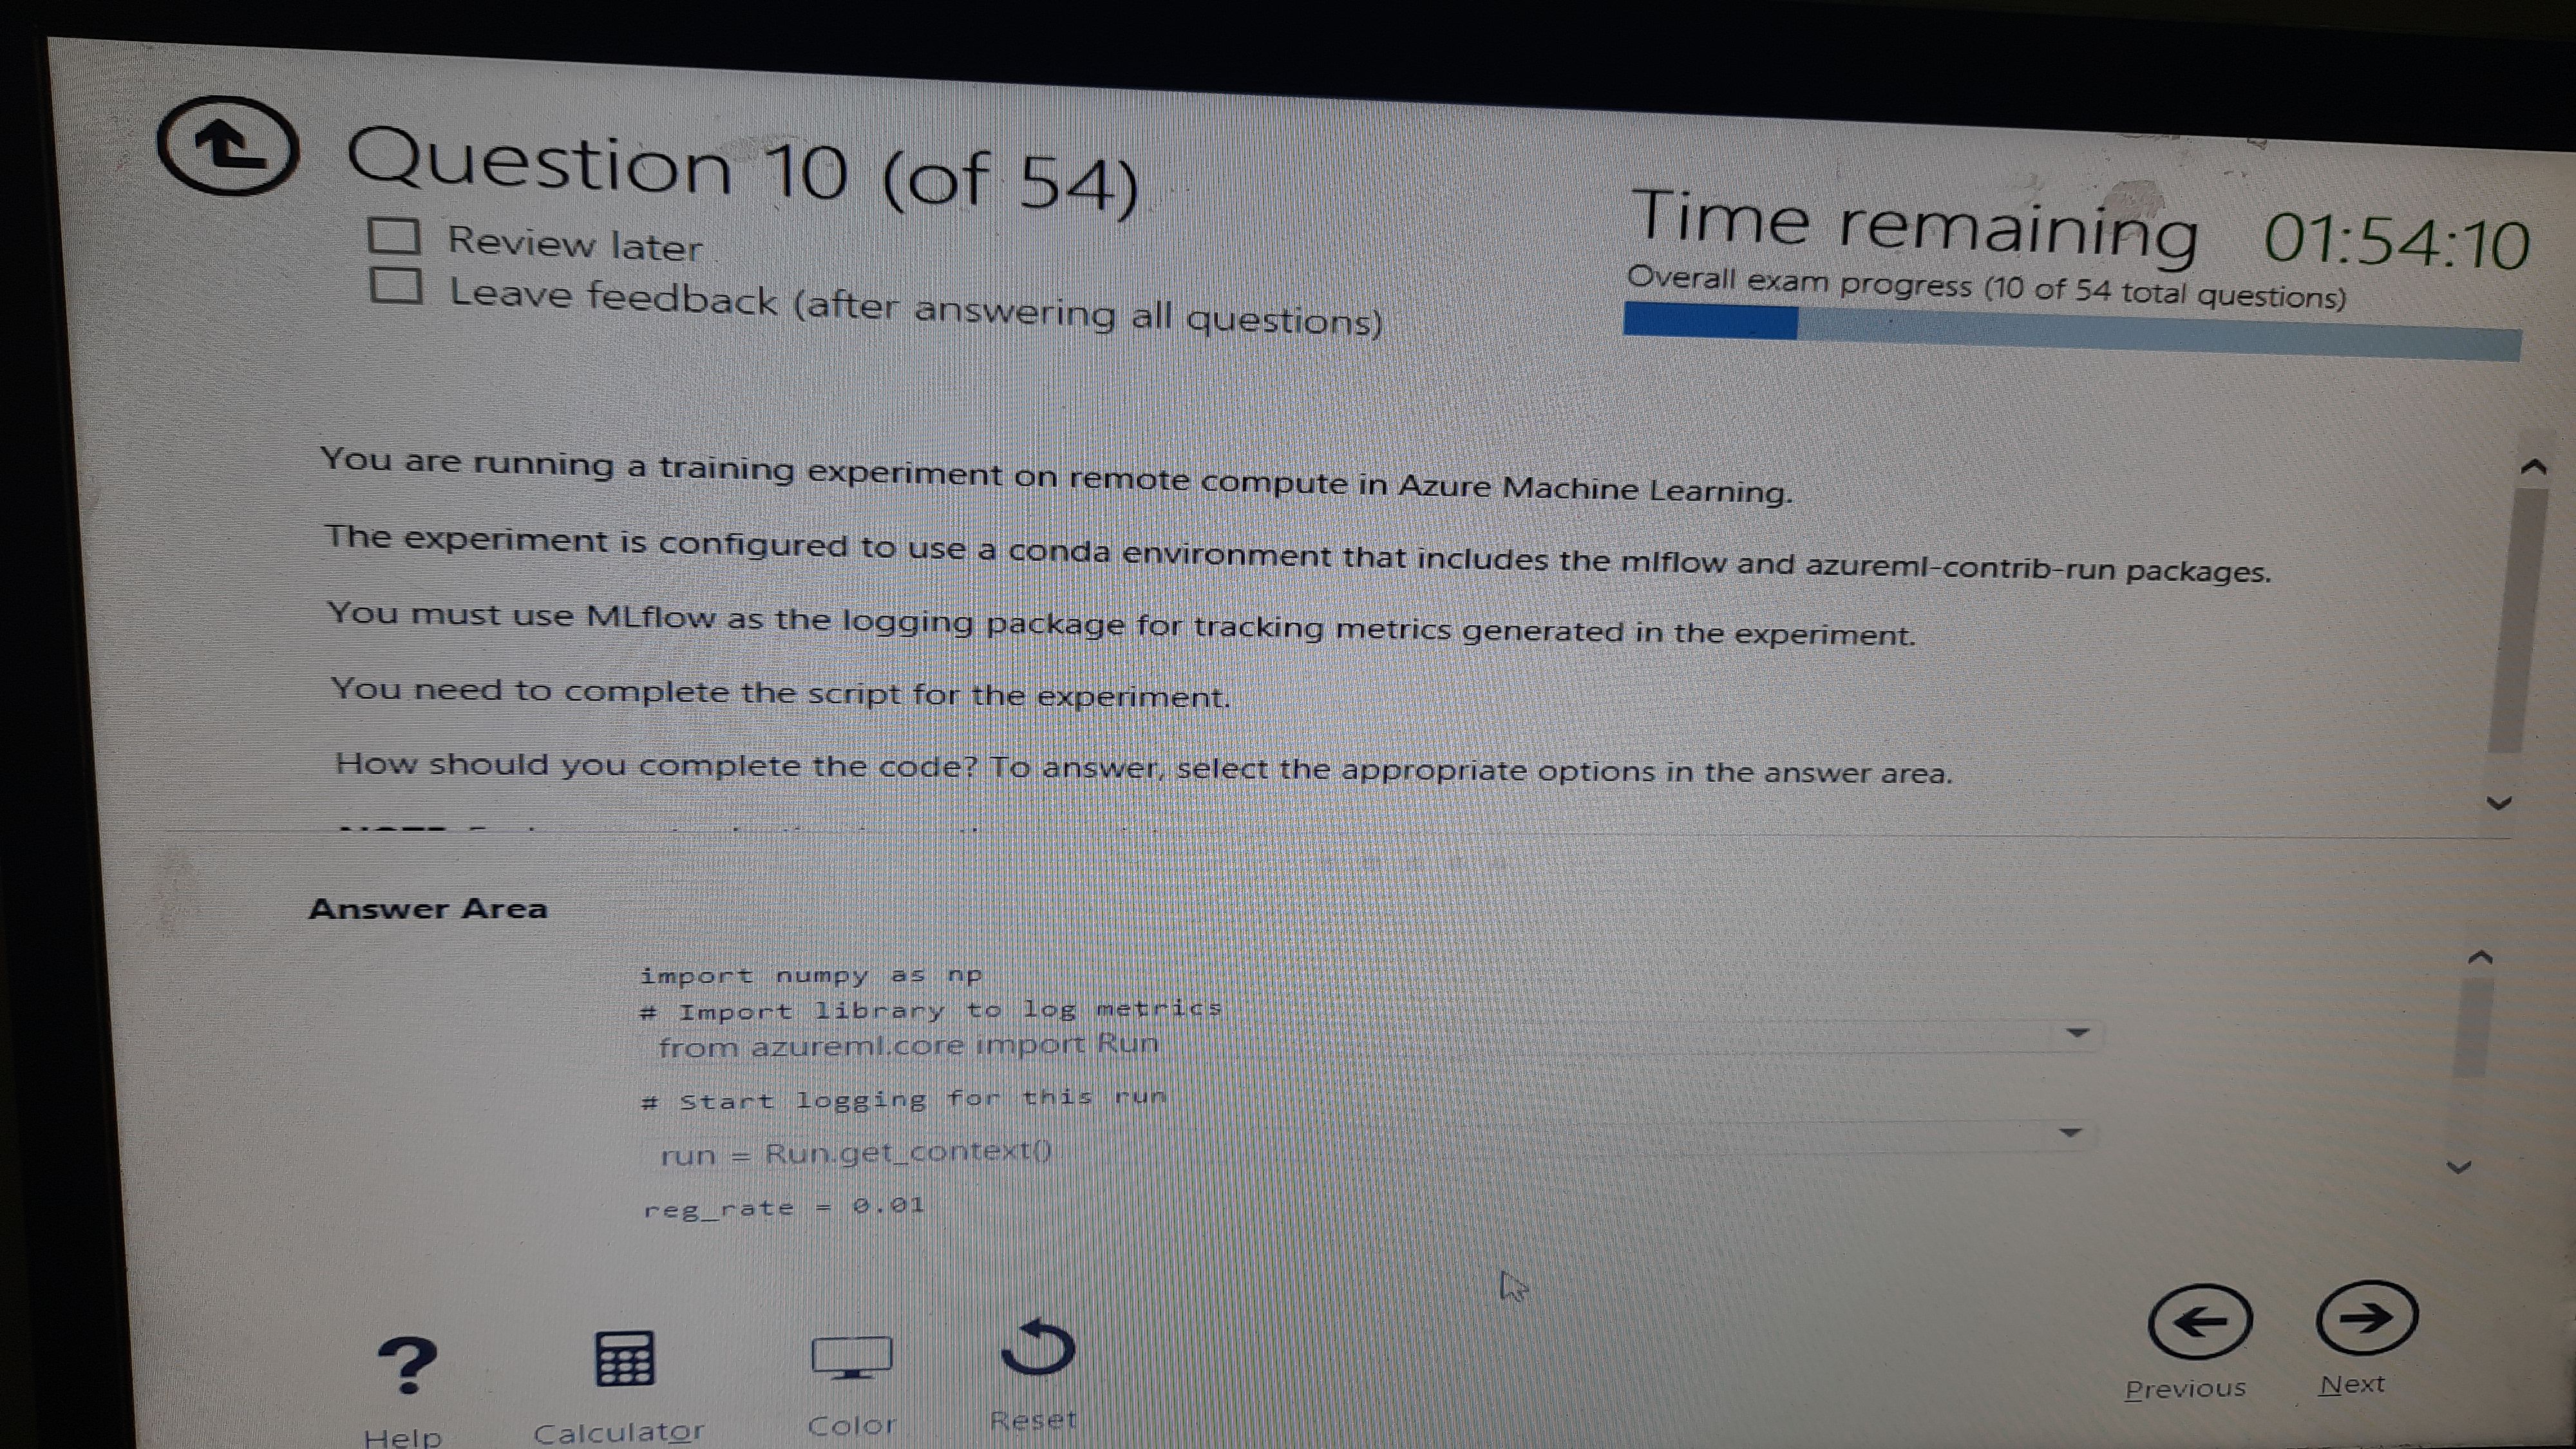 Question 10 (of 54)
Time remaining 01:54:10
Review later
Overall exam progress (10 of 54 total questions)
Leave feedback (after answering all questions)
You are running a training experiment on remote compute in Azure Machine Learning.
The experiment is configured to use a conda environment that includes the mlflow and azureml-contrib-run packages.
You must use MLflow as the logging package for tracking metrics generated in the experiment.
You need to complete the script for the experiment.
How should you complete the code? To answer, select the appropriate options in the answer area.
Answer Area
import numpy as np
# Import library to log metrics
from azureml.core import Run
# Start logging for this run
run = Run.get_context()
reg_rate = 0.01
? Help
Calculator
Color
Reset
Previous
Next